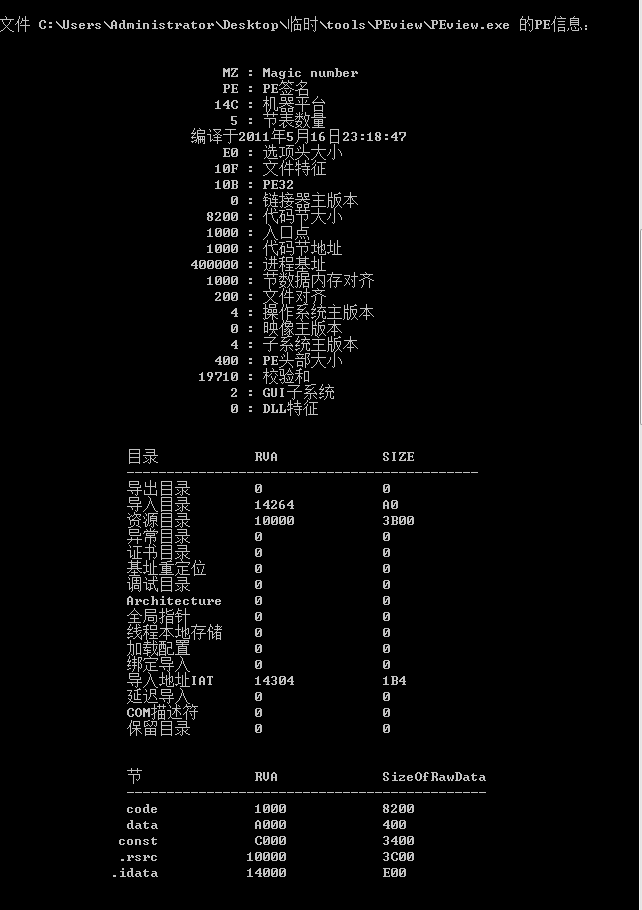 文件 C:\Users\Administrator\Desktop\临时\tools\PEview\PEview.exe 的PE信息:
MZ : Magic number
PE : PE签名
14C : 机器平台
5 : 节表数量
编译于2011年5月16日23:18:47
E0 : 选项头大小
10F : 文件特征
10B : PE32
0 : 链接器主版本
8200 : 代码节大小
1000 : 入口点
1000 : 代码节地址
400000 : 进程基址
1000 : 节数据内存对齐
200 : 文件对齐
4 : 操作系统主版本
0 : 映像主版本
4 : 子系统主版本
400 : PE头部大小
19710 : 校验和
2 : GUI子系统
0 : DLL特征
目录 RVA SIZE
--------------------------------------------
导出目录 0 0
导入目录 14264 A0
资源目录 10000 3B00
异常目录 0 0
证书目录 0 0
基址重定位 0 0
调试目录 0 0
Architecture 0 0
全局指针 0 0
线程本地存储 0 0
加载配置 0 0
绑定导入 0 0
导入地址IAT 14304 1B4
延迟导入 0 0
COM描述符 0 0
保留目录 0 0
节 RVA SizeOfRawData
---------------------------------------------
code 1000 8200
data A000 400
const C000 3400
.rsrc 10000 3C00
.idata 14000 E00